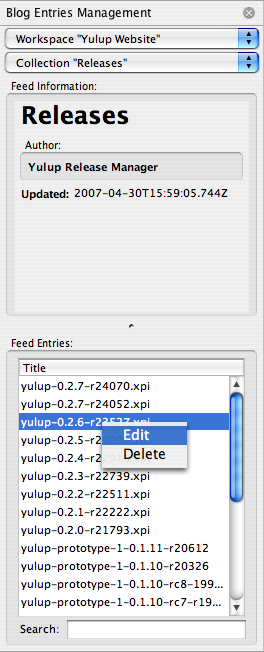 Blog Entries Management
Workspace "Yulup Website"
Collection "Releases"
Feed Information:
Releases
Author:
Yulup Release Manager
Updated: 2007-04-30T15:59:05.744Z
Feed Entries:
Title
yulup-0.2.7-r24070.xpi
yulup-0.2.7-r24052.xpi
yulup-0.2.6-r23527.xpi
yulup-0.2.5-r23
Edit
yulup-0.2.4-r
Delete
yulup-0.2.3-r22739.xpi
yulup-0.2.2-r22511.xpi
yulup-0.2.1-r22222.xpi
yulup-0.2.0-r21793.xpi
yulup-prototype-1-0.1.11-r20612
yulup-prototype-1-0.1.10-r20326
yulup-prototype-1-0.1.10-rc8-199...
yulup-prototype-1-0.1.10-rc7-r19...
Search: